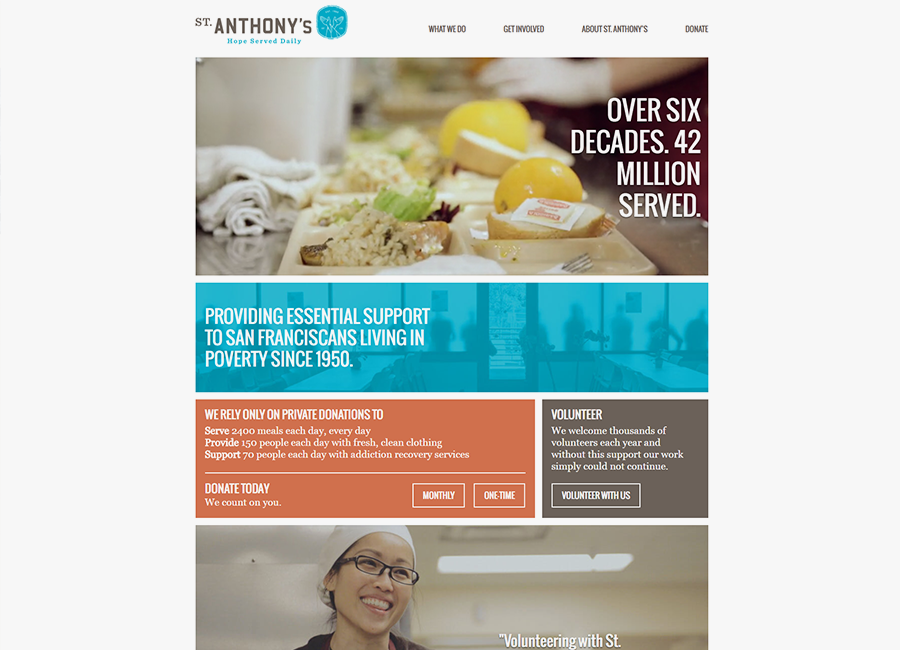 ST. ANTHONY'S
Hope Served Daily
WHAT WE DO
GET INVOLVED
ABOUT ST. ANTHONY'S
DONATE
OVER SIX
DECADES. 42
MILLION
SERVED.
PROVIDING ESSENTIAL SUPPORT
TO SAN FRANCISCANS LIVING IN
POVERTY SINCE 1950.
WE RELY ONLY ON PRIVATE DONATIONS TO
Serve 2400 meals each day, every day
Provide 150 people each day with fresh, clean clothing
Support 70 people each day with addiction recovery services
DONATE TODAY
We count on you.
MONTHLY
ONE-TIME
VOLUNTEER
We welcome thousands of
volunteers each year and
without this support our work
simply could not continue.
VOLUNTEER WITH US
"Volunteering with St.